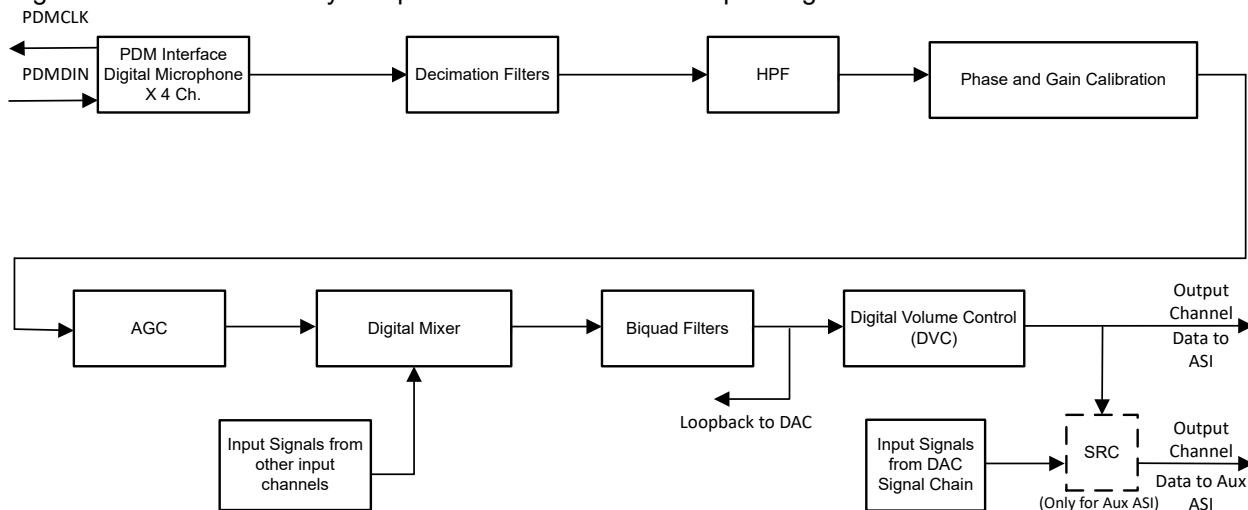 PDMCLK
PDMDIN
PDM Interface
Digital Microphone
X 4 Ch.
Decimation Filters
HPF
Phase and Gain Calibration
AGC
Digital Mixer
Biquad Filters
Digital Volume Control
(DVC)
Output
Channel
Data to
ASI
Loopback to DAC
Input Signals from
other input
channels
Input Signals
from DAC
Signal Chain
SRC
(Only for Aux ASI)
Output
Channel
Data to Aux
ASI